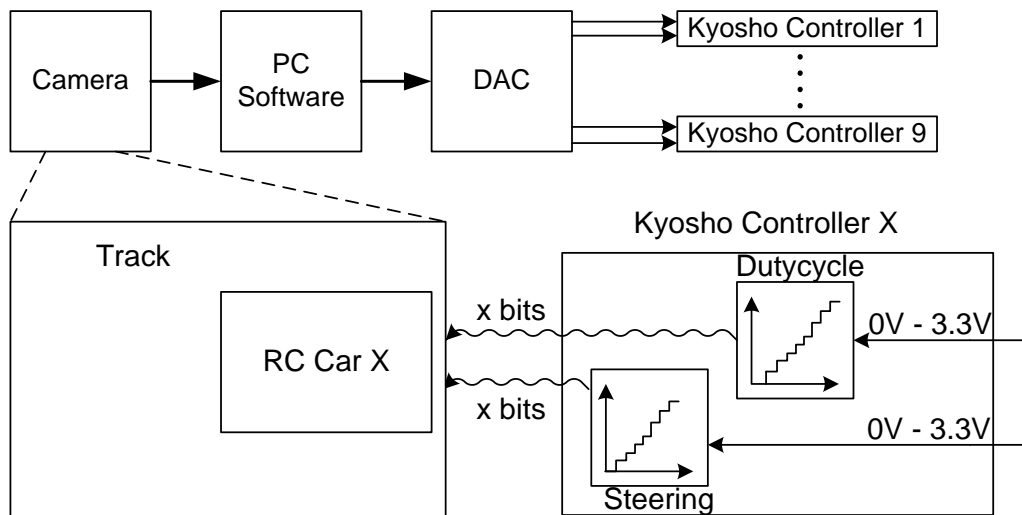 Camera
PC
Software
DAC
Kyosho Controller 1
Kyosho Controller 9
Track
RC Car X
Kyosho Controller X
Dutycycle
x bits
0V - 3.3V
x bits
0V - 3.3V
Steering